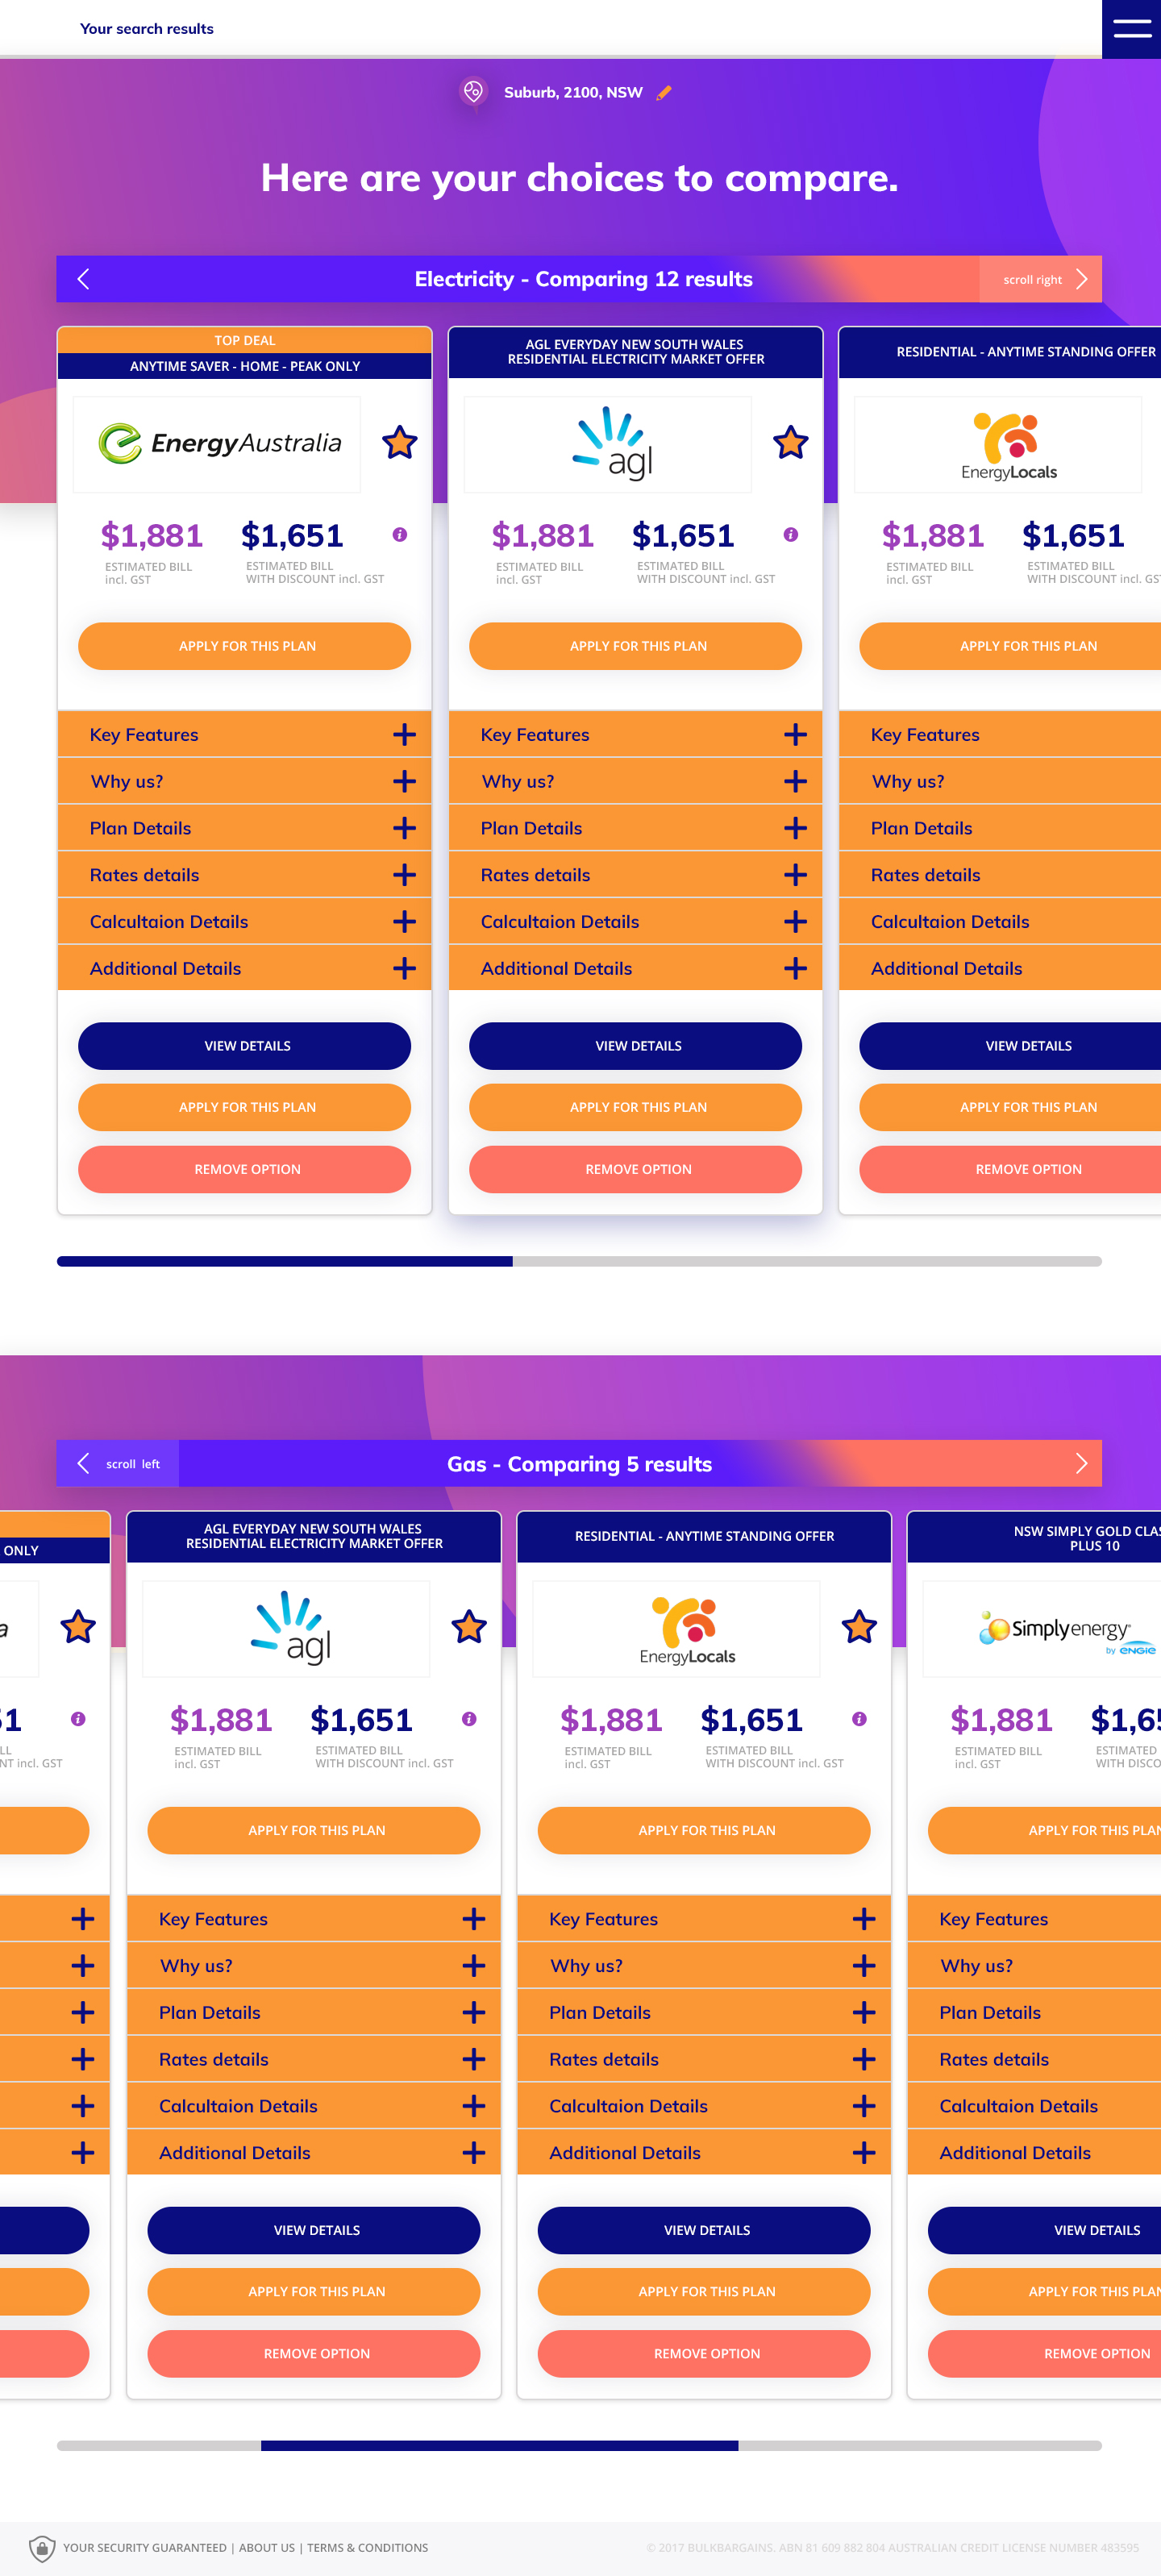 Your search results
Suburb, 2100, NSW
Here are your choices to compare.
Electricity - Comparing 12 results
scroll right
TOP DEAL
ANYTIME SAVER - HOME - PEAK ONLY
EnergyAustralia
$1,881
ESTIMATED BILL
incl. GST
$1,651
ESTIMATED BILL
WITH DISCOUNT incl. GST
APPLY FOR THIS PLAN
Key Features
Why us?
Plan Details
Rates details
Calcultaion Details
Additional Details
VIEW DETAILS
APPLY FOR THIS PLAN
REMOVE OPTION
AGL EVERYDAY NEW SOUTH WALES
RESIDENTIAL ELECTRICITY MARKET OFFER
agl
$1,881
ESTIMATED BILL
incl. GST
$1,651
ESTIMATED BILL
WITH DISCOUNT incl. GST
APPLY FOR THIS PLAN
Key Features
Why us?
Plan Details
Rates details
Calcultaion Details
Additional Details
VIEW DETAILS
APPLY FOR THIS PLAN
REMOVE OPTION
RESIDENTIAL - ANYTIME STANDING OFFER
EnergyLocals
$1,881
ESTIMATED BILL
incl. GST
$1,651
ESTIMATED BILL
WITH DISCOUNT incl. GS
APPLY FOR THIS PLAN
Key Features
Why us?
Plan Details
Rates details
Calcultaion Details
Additional Details
VIEW DETAILS
APPLY FOR THIS PLAN
REMOVE OPTION
scroll left
Gas - Comparing 5 results
ONLY
a
51
LL
NT incl. GST
AGL EVERYDAY NEW SOUTH WALES
RESIDENTIAL ELECTRICITY MARKET OFFER
agl
$1,881
ESTIMATED BILL
incl. GST
$1,651
ESTIMATED BILL
WITH DISCOUNT incl. GST
APPLY FOR THIS PLAN
Key Features
Why us?
Plan Details
Rates details
Calcultaion Details
Additional Details
VIEW DETAILS
APPLY FOR THIS PLAN
REMOVE OPTION
RESIDENTIAL - ANYTIME STANDING OFFER
EnergyLocals
$1,881
ESTIMATED BILL
incl. GST
$1,651
ESTIMATED BILL
WITH DISCOUNT incl. GST
APPLY FOR THIS PLAN
Key Features
Why us?
Plan Details
Rates details
Calcultaion Details
Additional Details
VIEW DETAILS
APPLY FOR THIS PLAN
REMOVE OPTION
NSW SIMPLY GOLD CLAS
PLUS 10
Simplyenergy
by ENGIE
$1,881
ESTIMATED BILL
incl. GST
$1,65
ESTIMATED
WITH DISCO
APPLY FOR THIS PLAN
Key Features
Why us?
Plan Details
Rates details
Calcultaion Details
Additional Details
VIEW DETAILS
APPLY FOR THIS PLAN
REMOVE OPTION
YOUR SECURITY GUARANTEED | ABOUT US | TERMS & CONDITIONS
© 2017 BULKBARGAINS. ABN 81 609 882 804 AUSTRALIAN CREDIT LICENSE NUMBER 483595